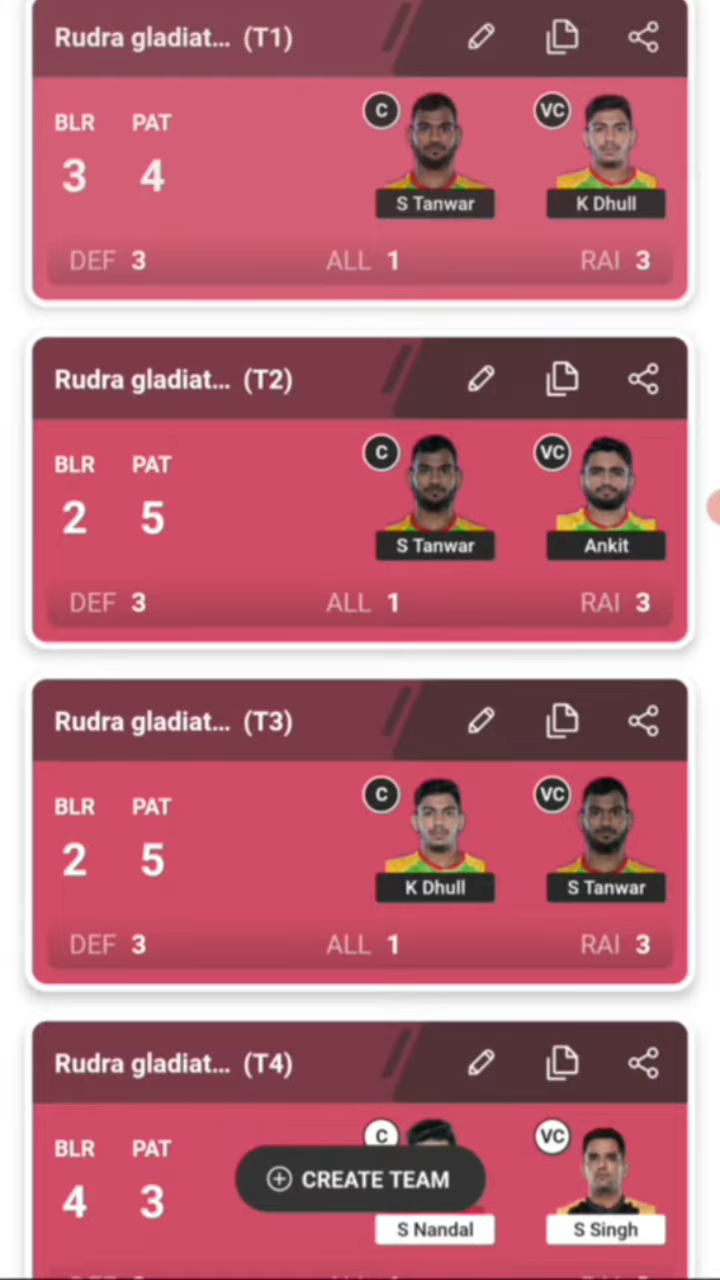 Rudra gladiat... (T1)
BLR PAT
3 4
C VC
S Tanwar K Dhull
DEF 3 ALL 1 RAI 3
Rudra gladiat... (T2)
BLR PAT
2 5
C VC
S Tanwar Ankit
DEF 3 ALL 1 RAI 3
Rudra gladiat... (T3)
BLR PAT
2 5
C VC
K Dhull S Tanwar
DEF 3 ALL 1 RAI 3
Rudra gladiat... (T4)
BLR PAT
4 3
C VC
CREATE TEAM
S Nandal S Singh